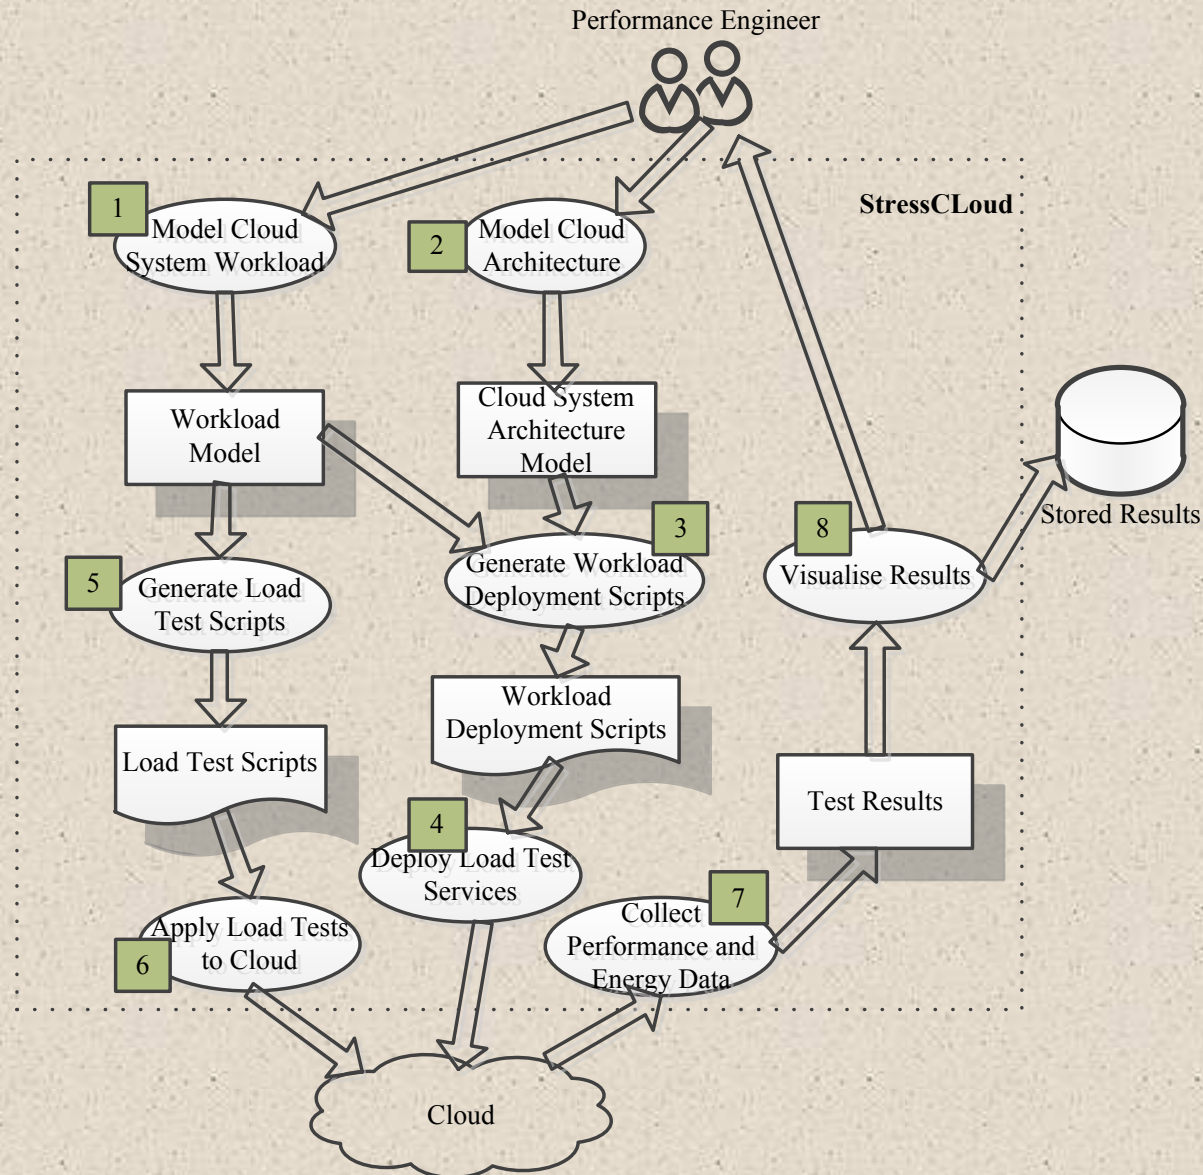 Performance Engineer
StressCLoud
1
Model Cloud
System Workload
2
Model Cloud
Architecture
Workload
Model
Cloud System
Architecture
Model
Stored Results
3
Generate Workload
Deployment Scripts
8
Visualise Results
5
Generate Load
Test Scripts
Workload
Deployment Scripts
Load Test Scripts
Test Results
4
Deploy Load Test
Services
7
Collect
Performance and
Energy Data
6
Apply Load Tests
to Cloud
Cloud